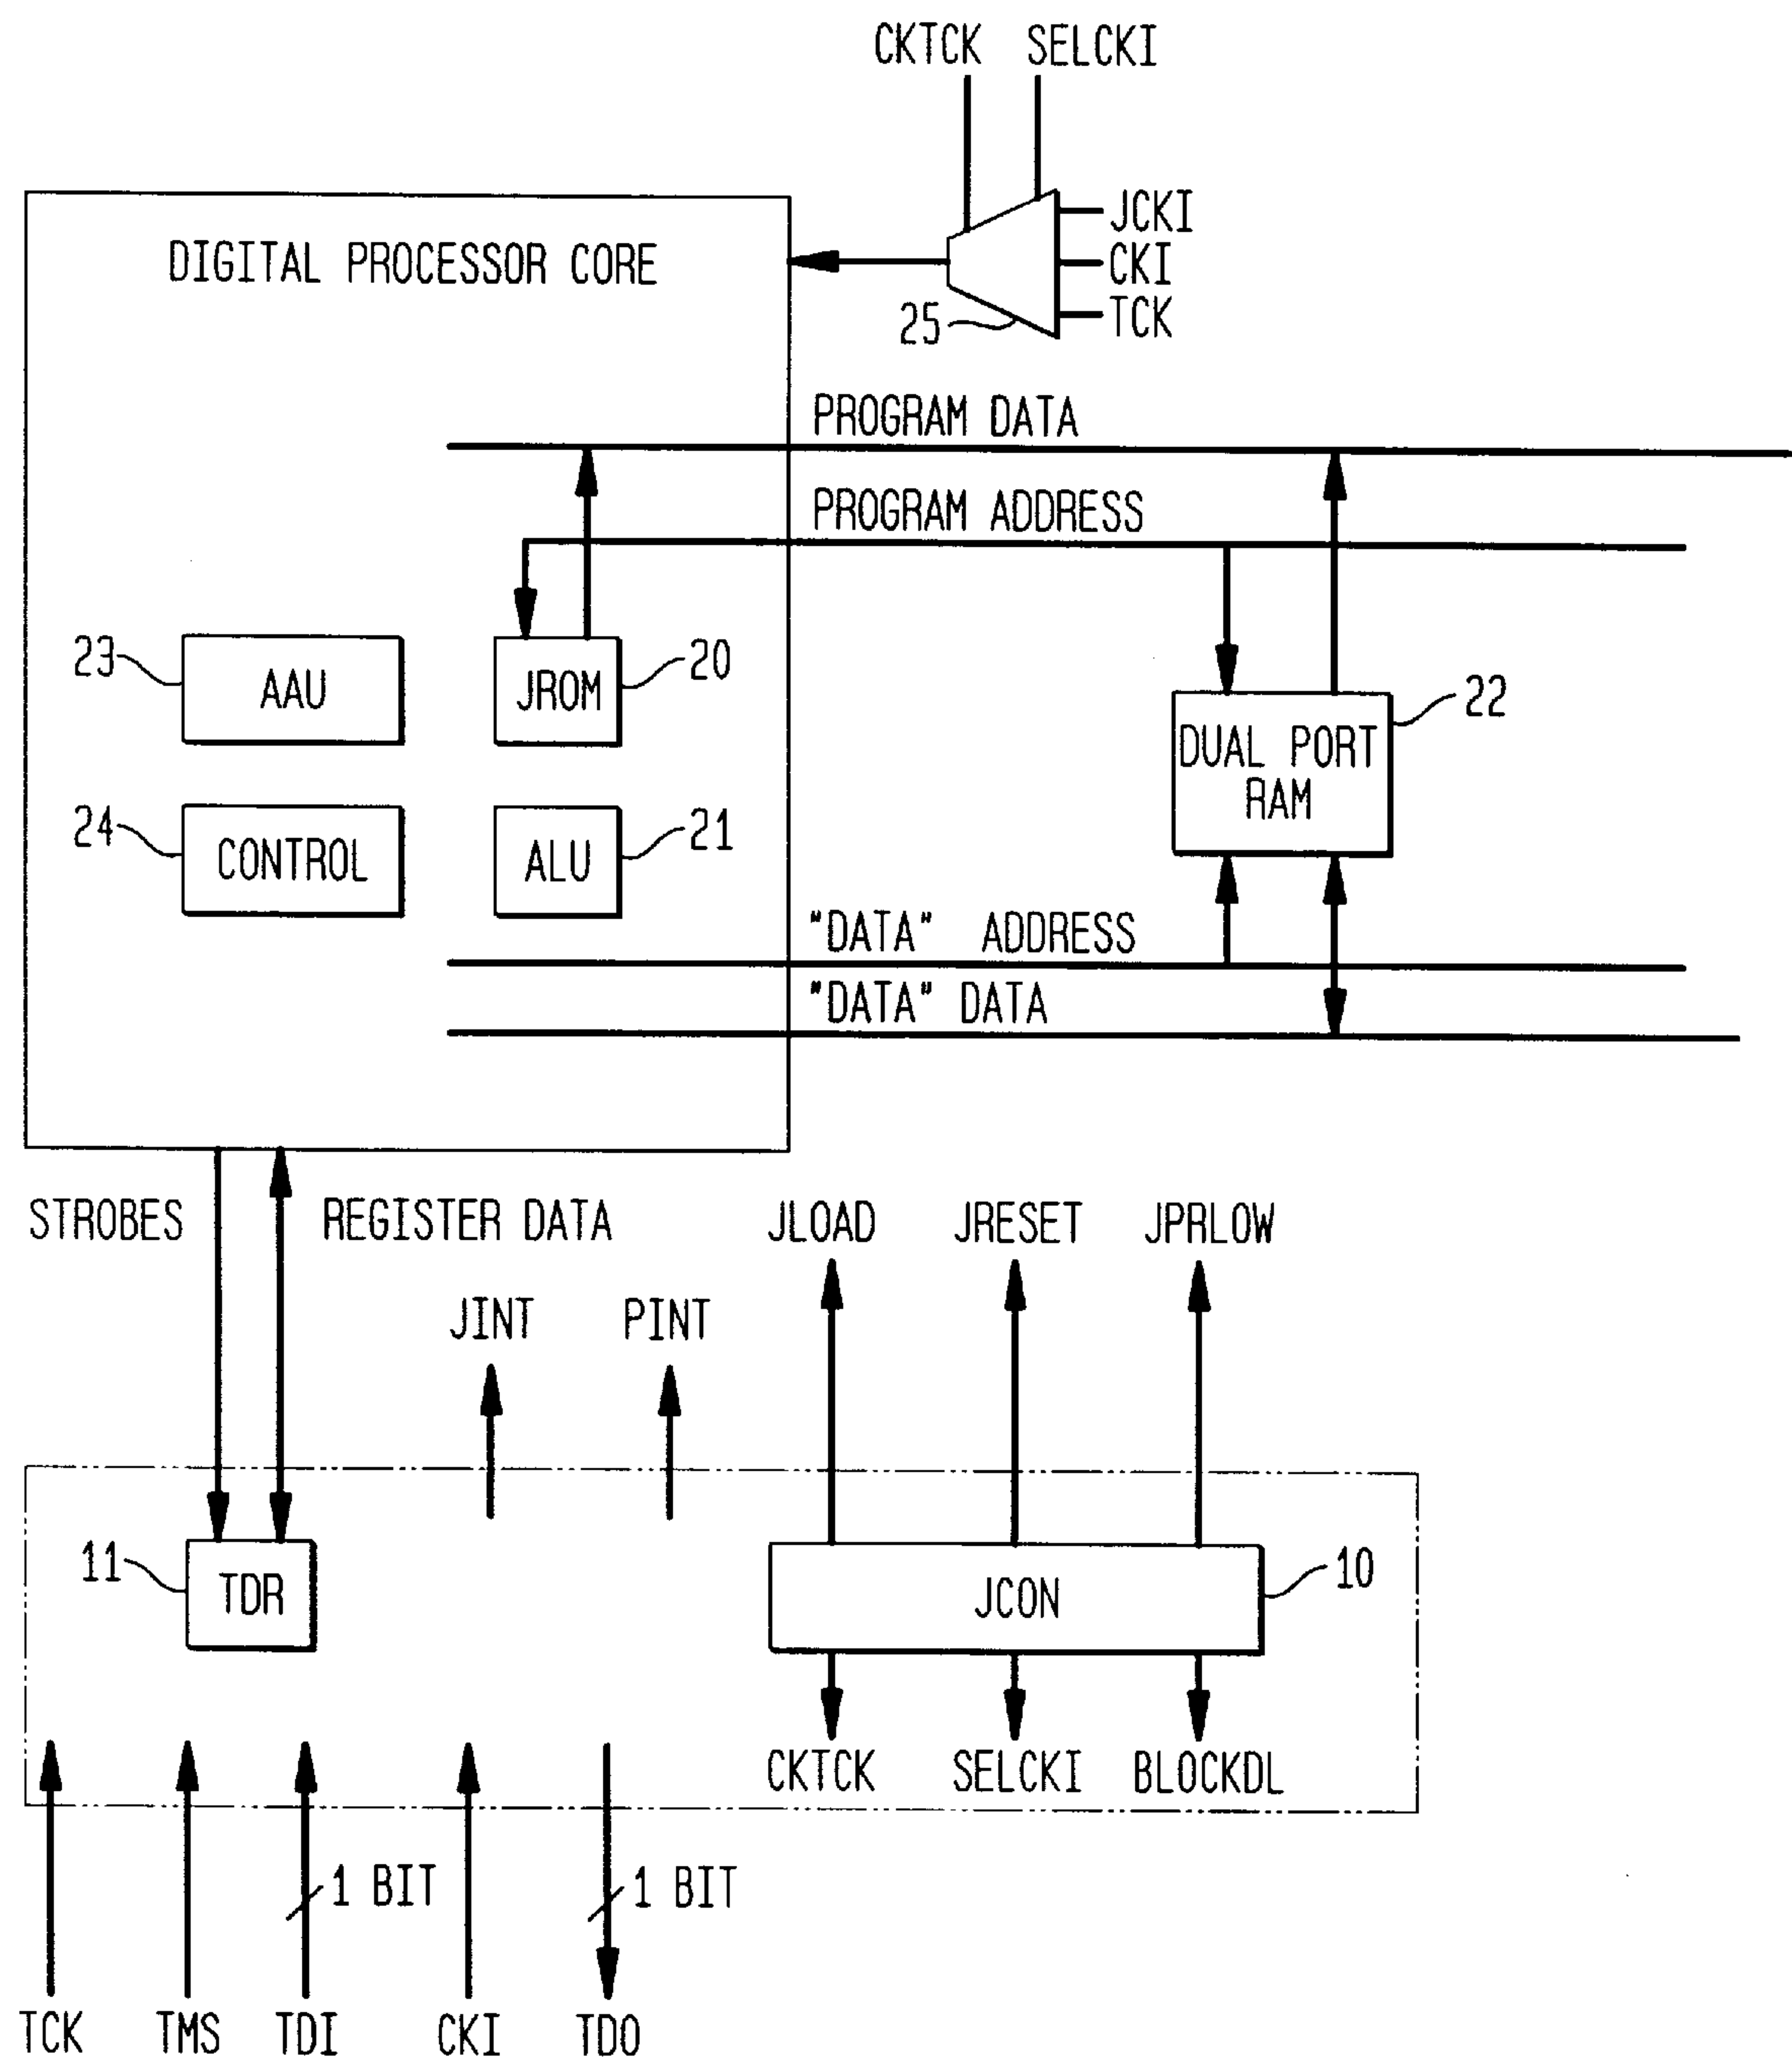 CKTCK SELCKI
JCKI
DIGITAL PROCESSOR CORE
CKI
25
TCK
PROGRAM DATA
PROGRAM ADDRESS
23
AAU
JROM
20
22
DUAL PORT
RAM
24
CONTROL
ALU
21
"DATA" ADDRESS
"DATA" DATA
STROBES
REGISTER DATA
JLOAD
JRESET
JPRLOW
JINT
PINT
11
TDR
JCON
10
CKTCK
SELCKI
BLOCKDL
1 BIT
1 BIT
TCK
TMS
TDI
CKI
TDO